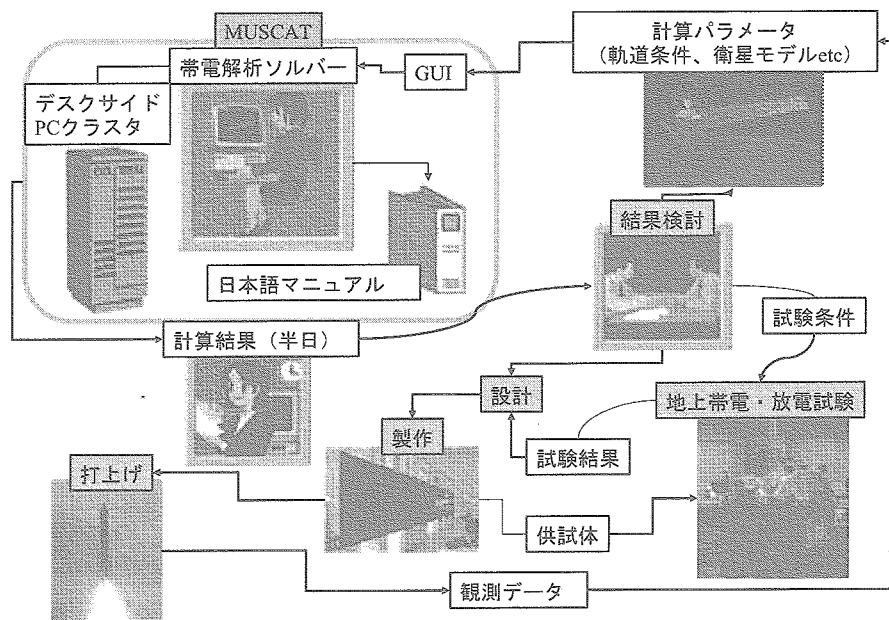 MUSCAT
帯電解析ソルバー
GUI
計算パラメータ
（軌道条件、衛星モデルetc）
デスクサイド
PCクラスタ
日本語マニュアル
計算結果（半日）
結果検討
試験条件
設計
地上帯電・放電試験
製作
試験結果
打上げ
供試体
観測データ